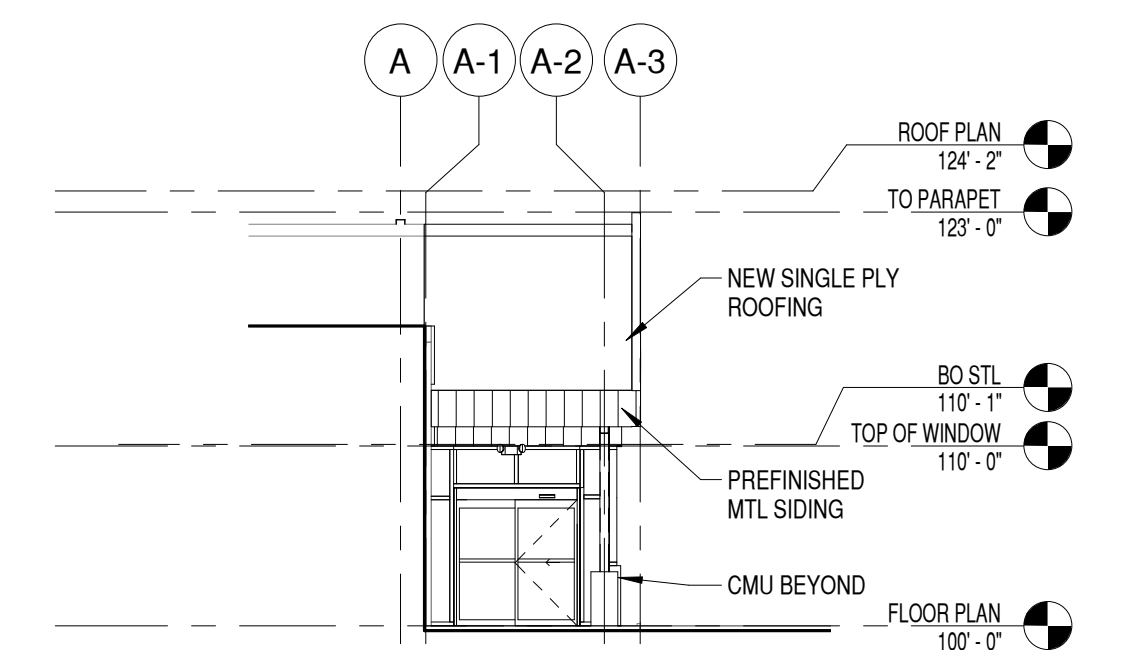 A A-1 A-2 A-3
ROOF PLAN
124' - 2"
TO PARAPET
123' - 0"
NEW SINGLE PLY
ROOFING
BO STL
110' - 1"
TOP OF WINDOW
110' - 0"
PREFINISHED
MTL SIDING
CMU BEYOND
FLOOR PLAN
100' - 0"